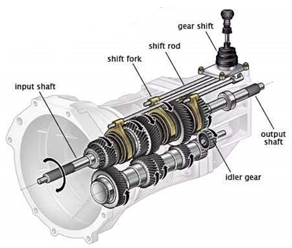 gear shift
shift rod
shift fork
input shaft
output
shaft
idler gear